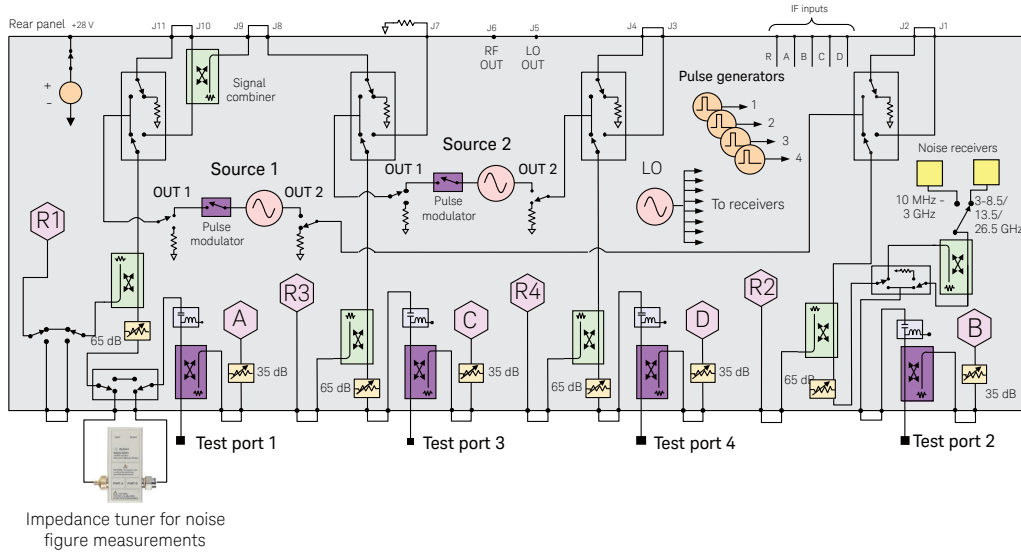 Rear panel +28 V J11 J10 J9 J8 J7 J6 J5 J4 J3 IF inputs J2 J1
RF OUT
LO OUT
R A B C D
+
-
Signal combiner
Pulse generators
1
2
3
4
Source 1
OUT 1
OUT 2
Pulse modulator
Source 2
OUT 1
OUT 2
Pulse modulator
LO
To receivers
Noise receivers
10 MHz - 3 GHz
3-8.5/ 13.5/ 26.5 GHz
R1
R3
R4
R2
A
C
D
B
65 dB
35 dB
65 dB
35 dB
65 dB
35 dB
65 dB
35 dB
Test port 1
Test port 3
Test port 4
Test port 2
Impedance tuner for noise
figure measurements